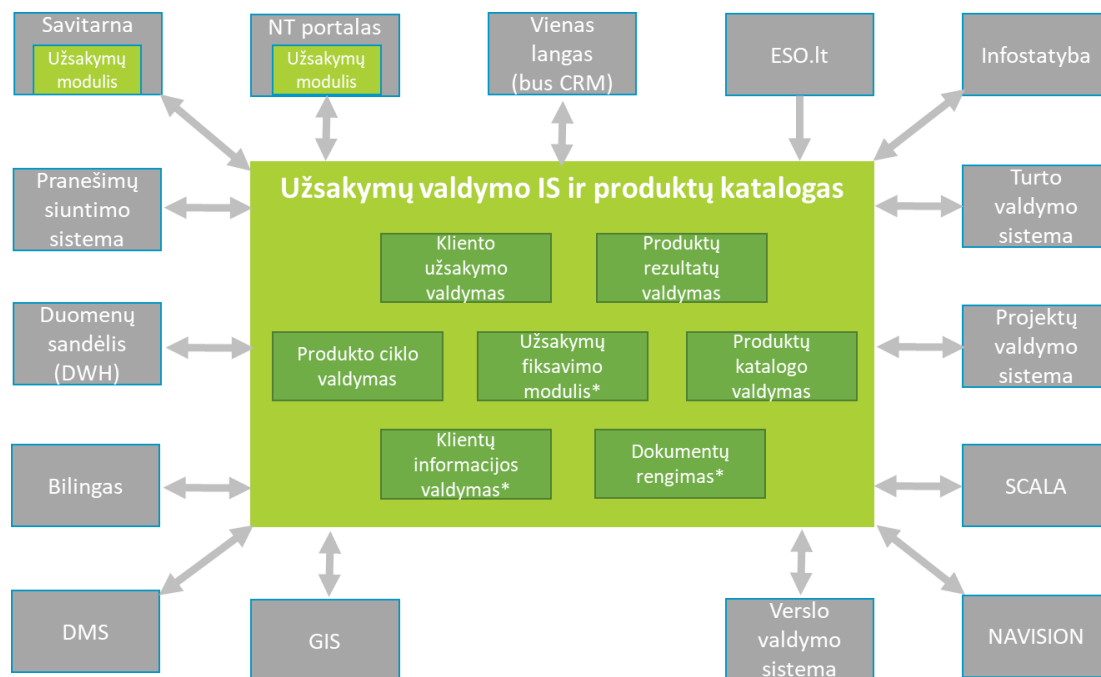 Savitarna
Užsakymų
modulis
NT portalas
Užsakymų
modulis
Vienas
langas
(bus CRM)
ESO.lt
Infostatyba
Pranešimų
siuntimo
sistema
Užsakymų valdymo IS ir produktų katalogas
Turto
valdymo
sistema
Kliento
užsakymo
valdymas
Produktų
rezultatų
valdymas
Duomenų
sandėlis
(DWH)
Produkto ciklo
valdymas
Užsakymų
fiksavimo
modulis*
Produktų
katalogo
valdymas
Projektų
valdymo
sistema
Klientų
informacijos
valdymas*
Dokumentų
rengimas*
Bilingas
SCALA
DMS
GIS
Verslo
valdymo
sistema
NAVISION